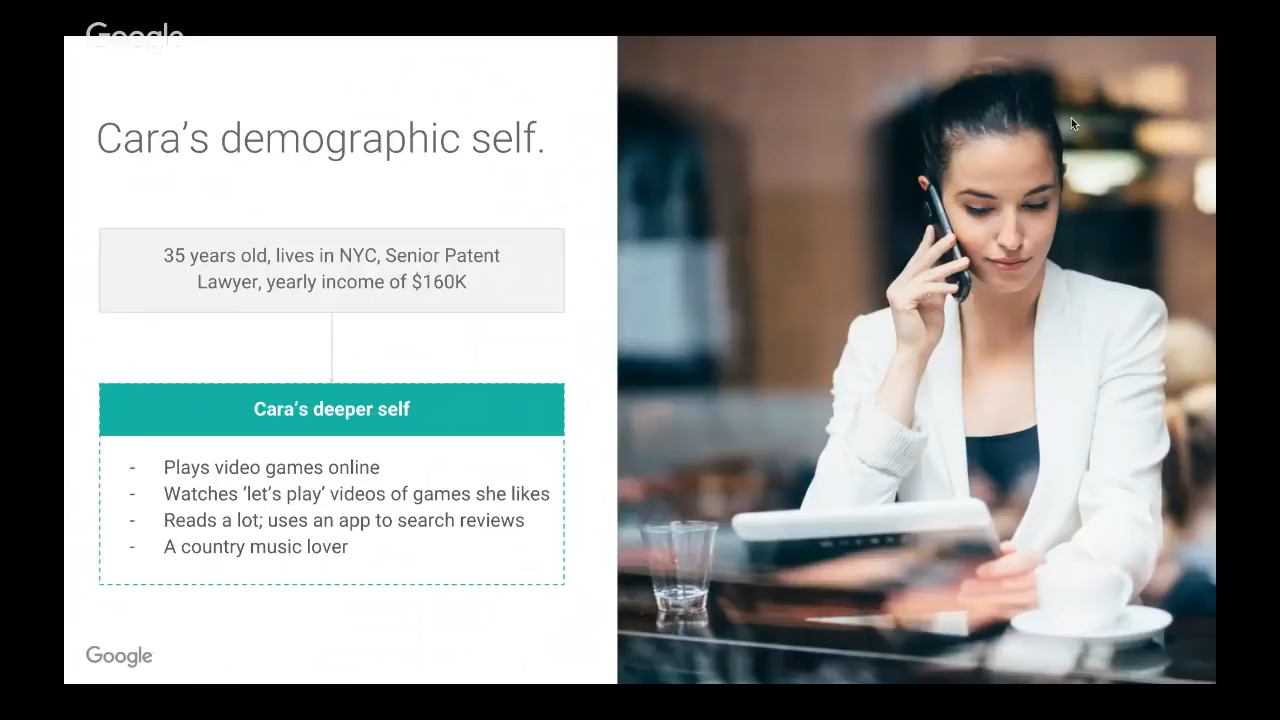 Google
Cara's demographic self.
35 years old, lives in NYC, Senior Patent
Lawyer, yearly income of $160K
Cara's deeper self
- Plays video games online
- Watches 'let's play' videos of games she likes
- Reads a lot; uses an app to search reviews
- A country music lover
Google